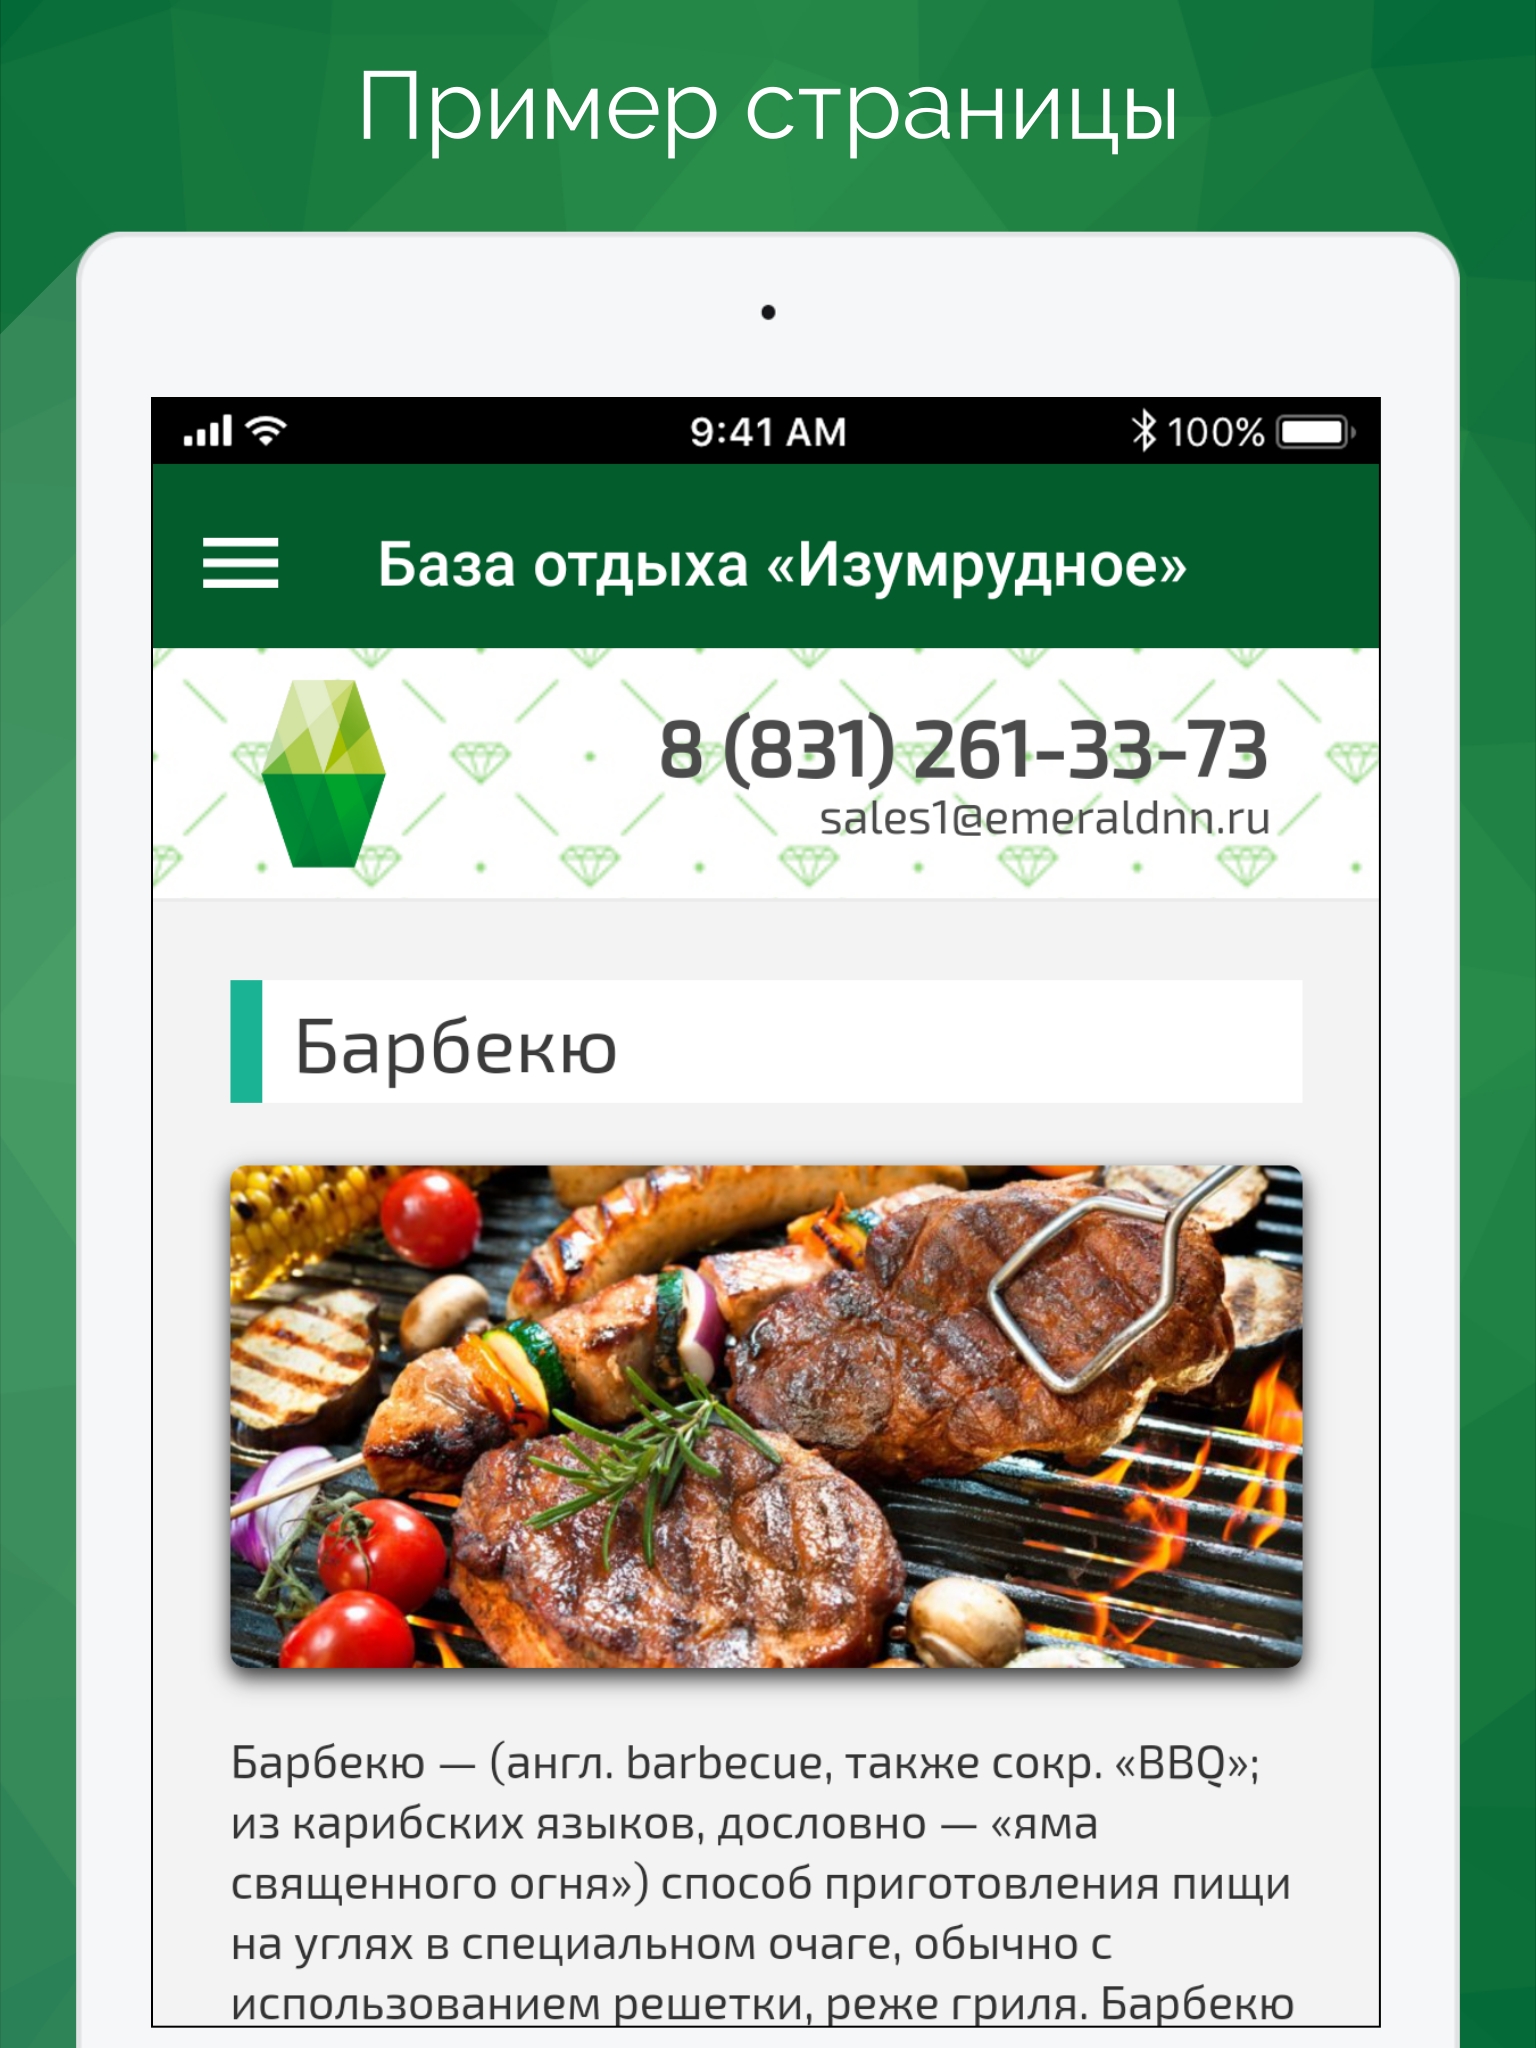 Пример страницы
9:41 AM
100%
База отдыха «Изумрудное»
8 (831) 261-33-73
sales1@emeraldnn.ru
Барбекю
Барбекю — (англ. barbecue, также сокр. «BBQ»;
из карибских языков, дословно — «яма
священного огня») способ приготовления пищи
на углях в специальном очаге, обычно с
использованием решетки, реже гриля. Барбекю